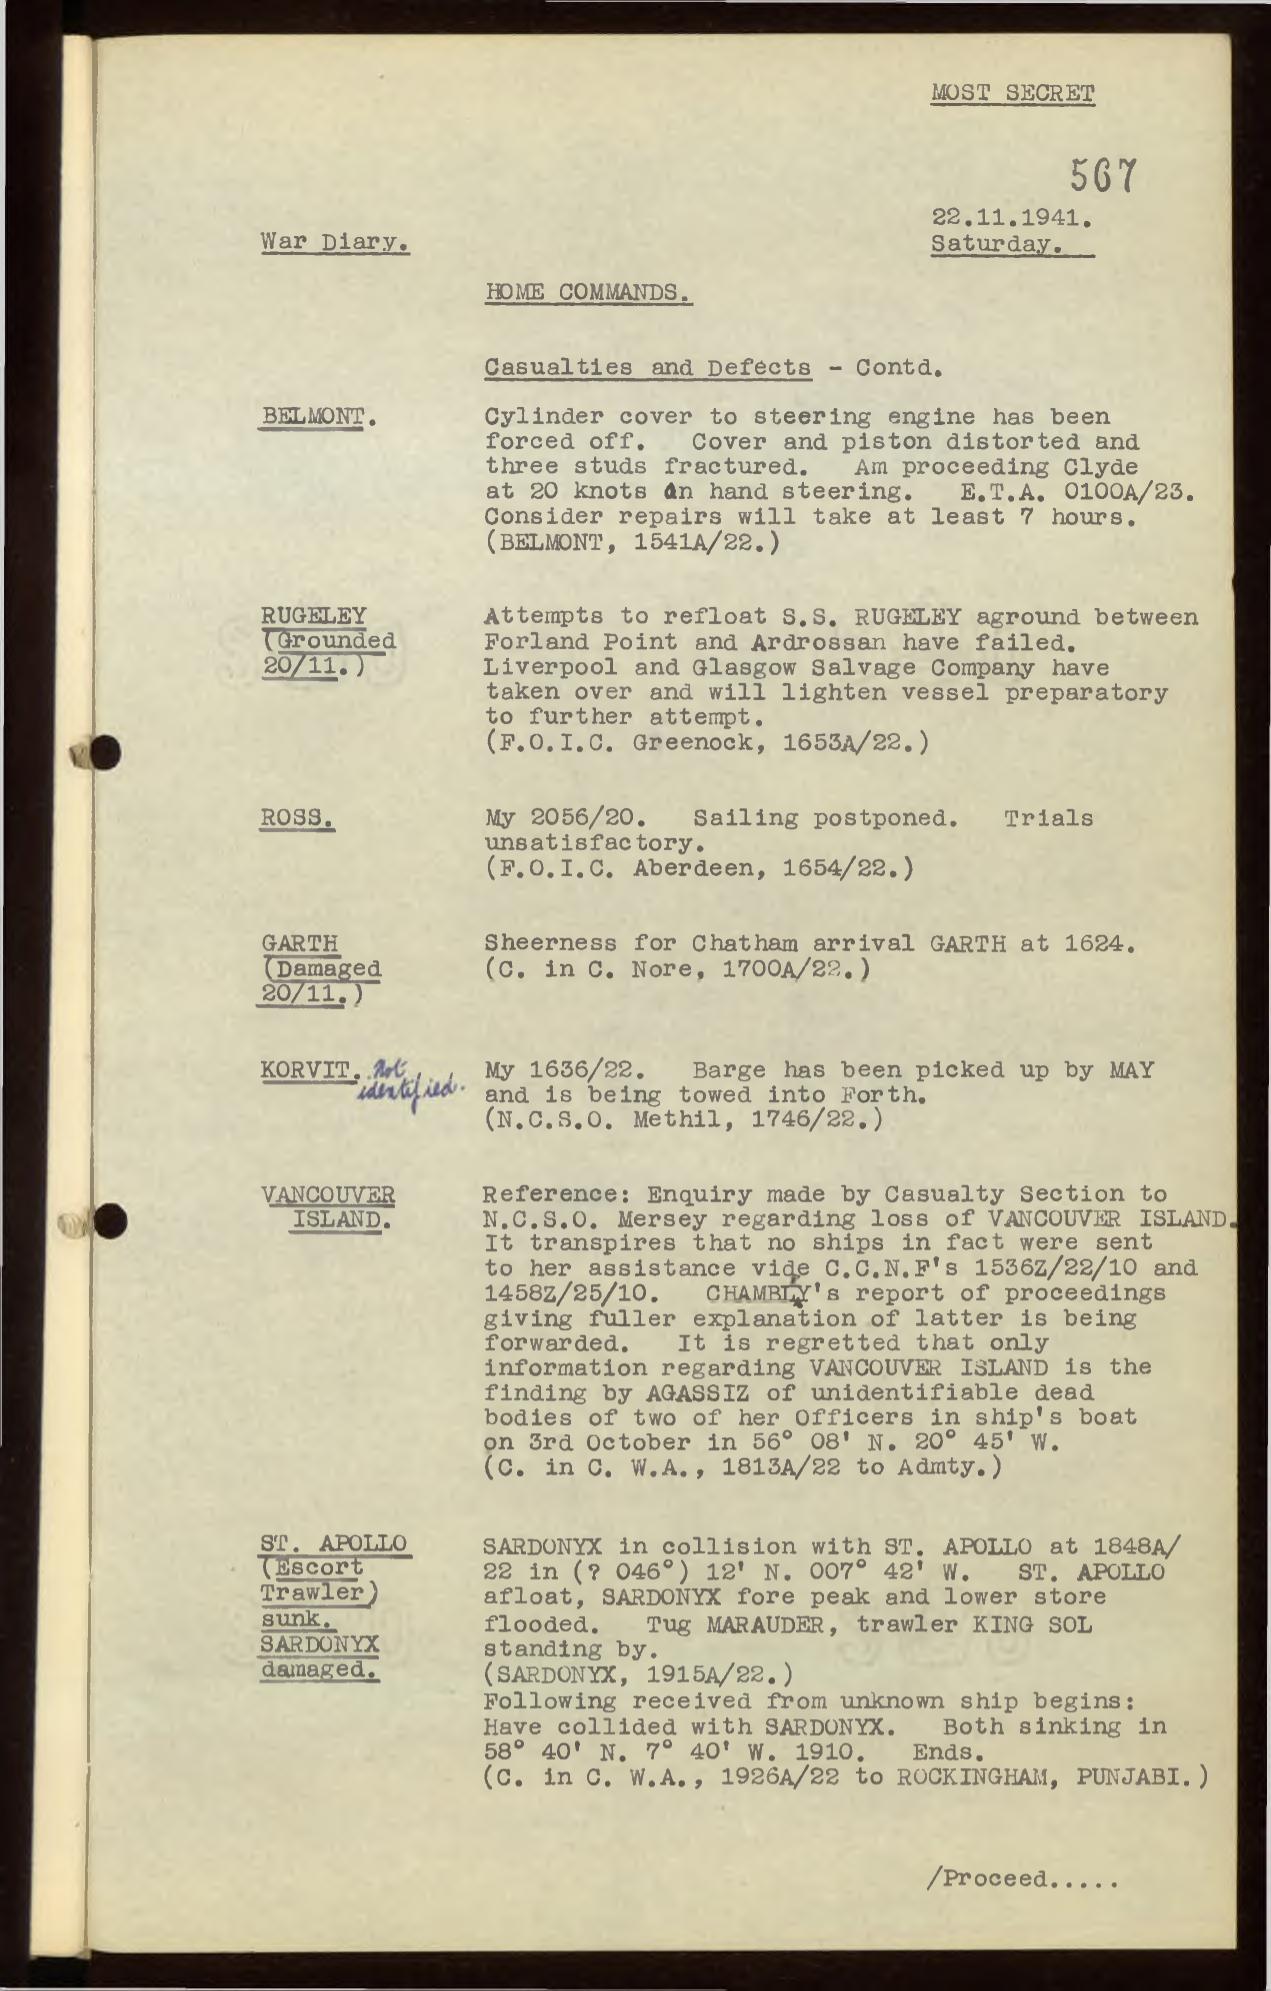 MOST SECRET
567
22.11.1941.
War Diary.
Saturday.
HOME COMMANDS.
Casualties and Defects - Contd.
BELMONT.
Cylinder cover to steering engine has been
forced off. Cover and piston distorted and
three studs fractured. Am proceeding Clyde
at 20 knots in hand steering. E.T.A. 0100A/23.
Consider repairs will take at least 7 hours.
(BELMONT, 1541A/22.)
RUGELEY
(Grounded
20/11.)
Attempts to refloat S.S. RUGELEY aground between
Forland Point and Ardrossan have failed.
Liverpool and Glasgow Salvage Company have
taken over and will lighten vessel preparatory
to further attempt.
(F.O.I.C. Greenock, 1653A/22.)
ROSS.
My 2056/20. Sailing postponed. Trials
unsatisfactory.
(F.O.I.C. Aberdeen, 1654/22.)
GARTH
(Damaged
20/11.)
Sheerness for Chatham arrival GARTH at 1624.
(C. in C. Nore, 1700A/22.)
KORVIT. Not
identified.
My 1636/22. Barge has been picked up by MAY
and is being towed into Forth.
(N.C.S.O. Methil, 1746/22.)
VANCOUVER
ISLAND.
Reference: Enquiry made by Casualty Section to
N.C.S.O. Mersey regarding loss of VANCOUVER ISLAND.
It transpires that no ships in fact were sent
to her assistance vide C.C.N.F's 1536Z/22/10 and
1458Z/25/10. CHAMBLY's report of proceedings
giving fuller explanation of latter is being
forwarded. It is regretted that only
information regarding VANCOUVER ISLAND is the
finding by AGASSIZ of unidentifiable dead
bodies of two of her Officers in ship's boat
on 3rd October in 56° 08' N. 20° 45' W.
(C. in C. W.A., 1813A/22 to Admty.)
ST. APOLLO
(Escort
Trawler)
sunk.
SARDONYX
damaged.
SARDONYX in collision with ST. APOLLO at 1848A/
22 in (? 046°) 12' N. 007° 42' W. ST. APOLLO
afloat, SARDONYX fore peak and lower store
flooded. Tug MARAUDER, trawler KING SOL
standing by.
(SARDONYX, 1915A/22.)
Following received from unknown ship begins:
Have collided with SARDONYX. Both sinking in
58° 40' N. 7° 40' W. 1910. Ends.
(C. in C. W.A., 1926A/22 to ROCKINGHAM, PUNJABI.)
/Proceed.....